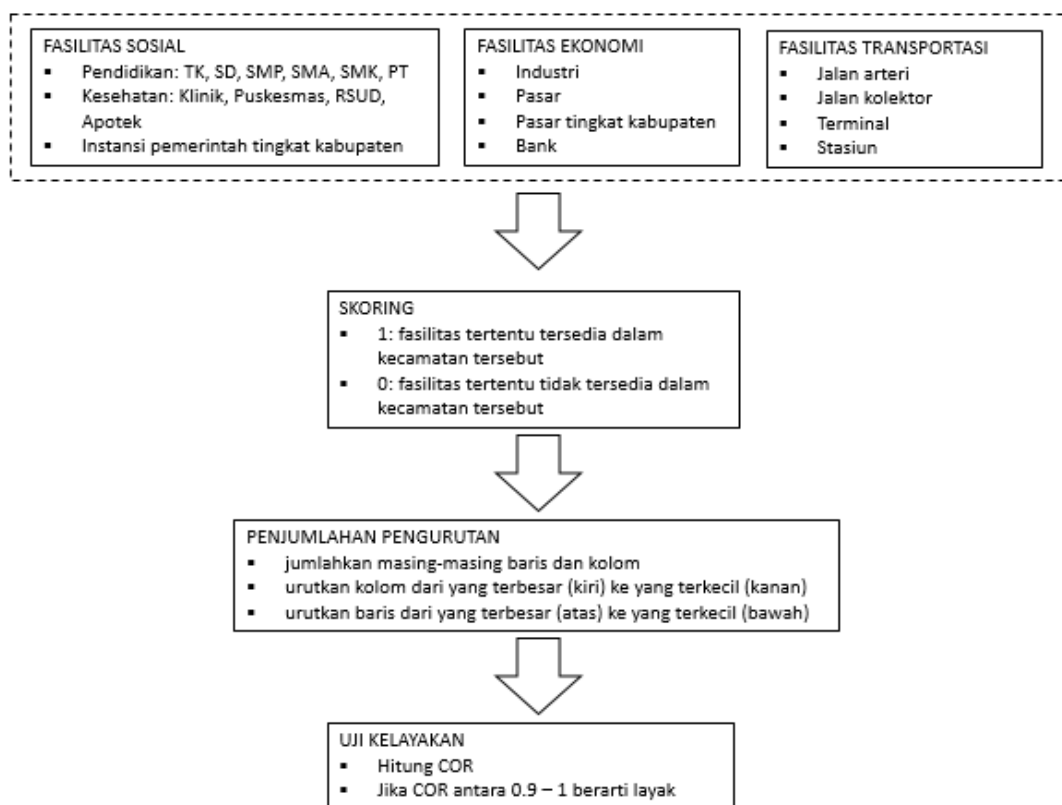 FASILITAS SOSIAL
▪ Pendidikan: TK, SD, SMP, SMA, SMK, PT
▪ Kesehatan: Klinik, Puskesmas, RSUD,
Apotek
▪ Instansi pemerintah tingkat kabupaten
FASILITAS EKONOMI
▪ Industri
▪ Pasar
▪ Pasar tingkat kabupaten
▪ Bank
FASILITAS TRANSPORTASI
▪ Jalan arteri
▪ Jalan kolektor
▪ Terminal
▪ Stasiun
SKORING
▪ 1: fasilitas tertentu tersedia dalam
kecamatan tersebut
▪ 0: fasilitas tertentu tidak tersedia dalam
kecamatan tersebut
PENJUMLAHAN PENGURUTAN
▪ jumlahkan masing-masing baris dan kolom
▪ urutkan kolom dari yang terbesar (kiri) ke yang terkecil (kanan)
▪ urutkan baris dari yang terbesar (atas) ke yang terkecil (bawah)
UJI KELAYAKAN
▪ Hitung COR
▪ Jika COR antara 0.9 – 1 berarti layak